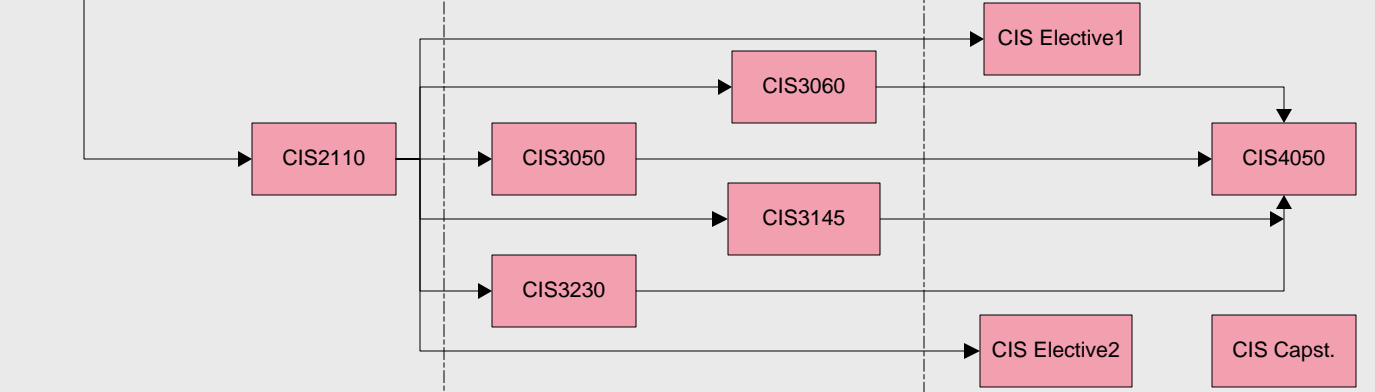 CIS Elective1
CIS3060
CIS2110
CIS3050
CIS4050
CIS3145
CIS3230
CIS Elective2
CIS Capst.